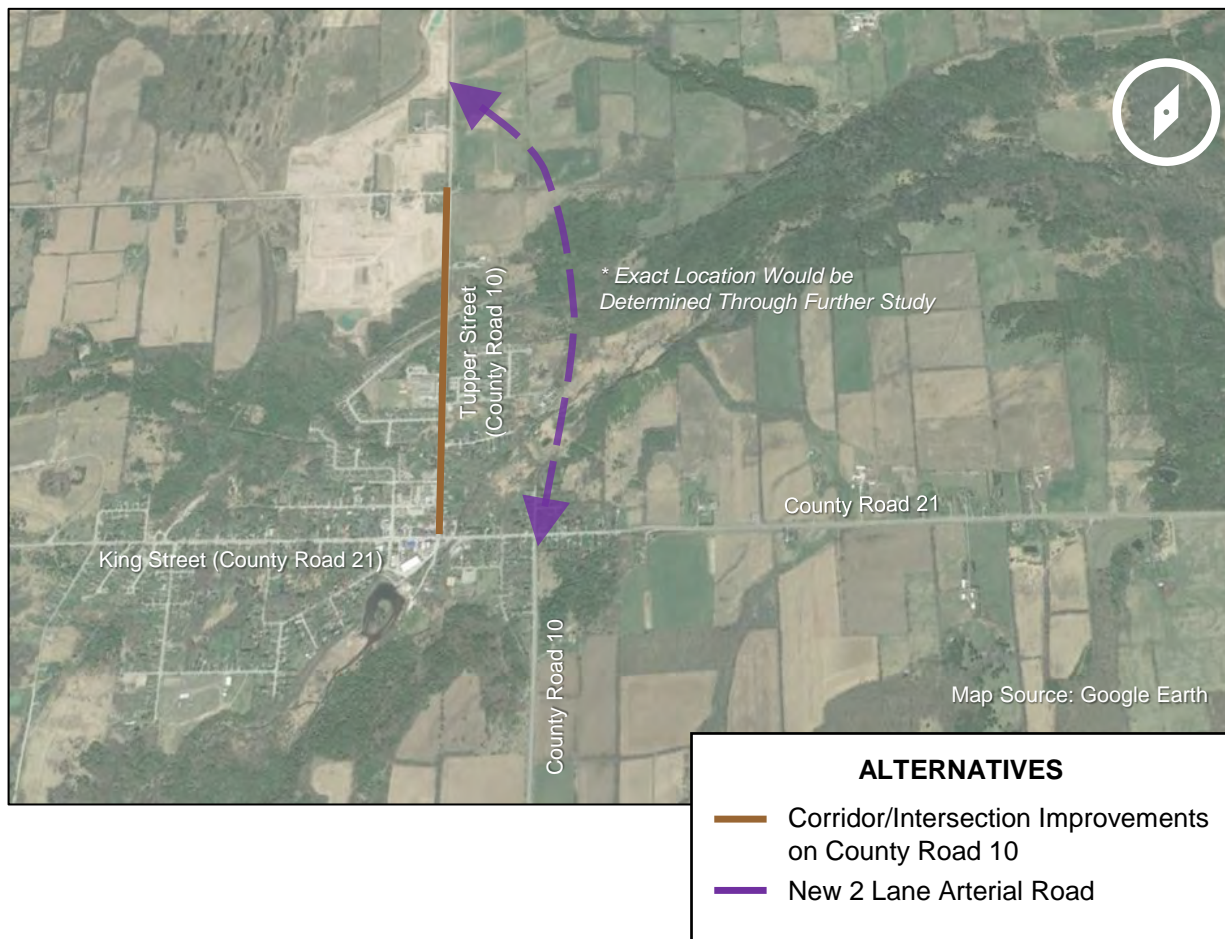 * Exact Location Would be
Determined Through Further Study
Tupper Street
(County Road 10)
County Road 21
King Street (County Road 21)
County Road 10
Map Source: Google Earth
ALTERNATIVES
Corridor/Intersection Improvements
on County Road 10
New 2 Lane Arterial Road